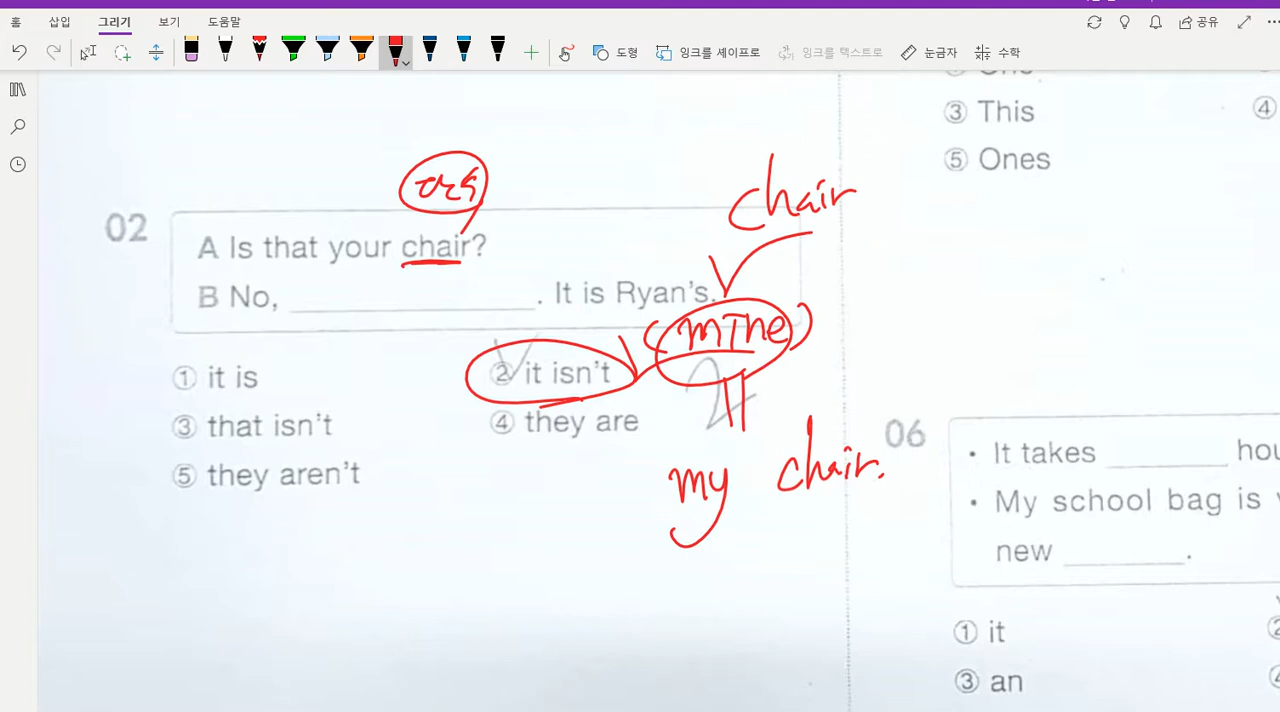 홈 삽입 그리기 보기 도움말 공유
도형 잉크를 셰이프로 잉크를 텍스트로 눈금자 수학
③ This ④
⑤ Ones
chair
02
A Is that your chair?
B No, ____________. It is Ryan's.
(mine)
① it is ② it isn't
③ that isn't ④ they are
⑤ they aren't
my chair.
06
• It takes ________ hou
• My school bag is
new ________.
① it
③ an